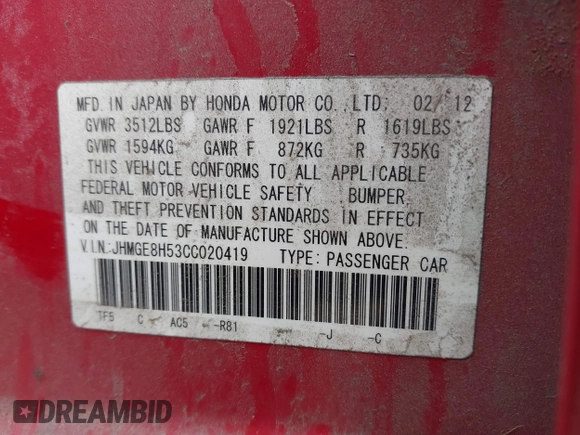 MFD. IN JAPAN BY HONDA MOTOR CO., LTD. 02/12
GVWR 3512LBS GAWR F 1921LBS R 1619LBS
GVWR 1594KG GAWR F 872KG R 735KG
THIS VEHICLE CONFORMS TO ALL APPLICABLE
FEDERAL MOTOR VEHICLE SAFETY BUMPER
AND THEFT PREVENTION STANDARDS IN EFFECT
ON THE DATE OF MANUFACTURE SHOWN ABOVE.
V.I.N.:JHMGE8H53CC020419 TYPE: PASSENGER CAR
TF5 C AC5 -R81 -J -C
DREAMBID